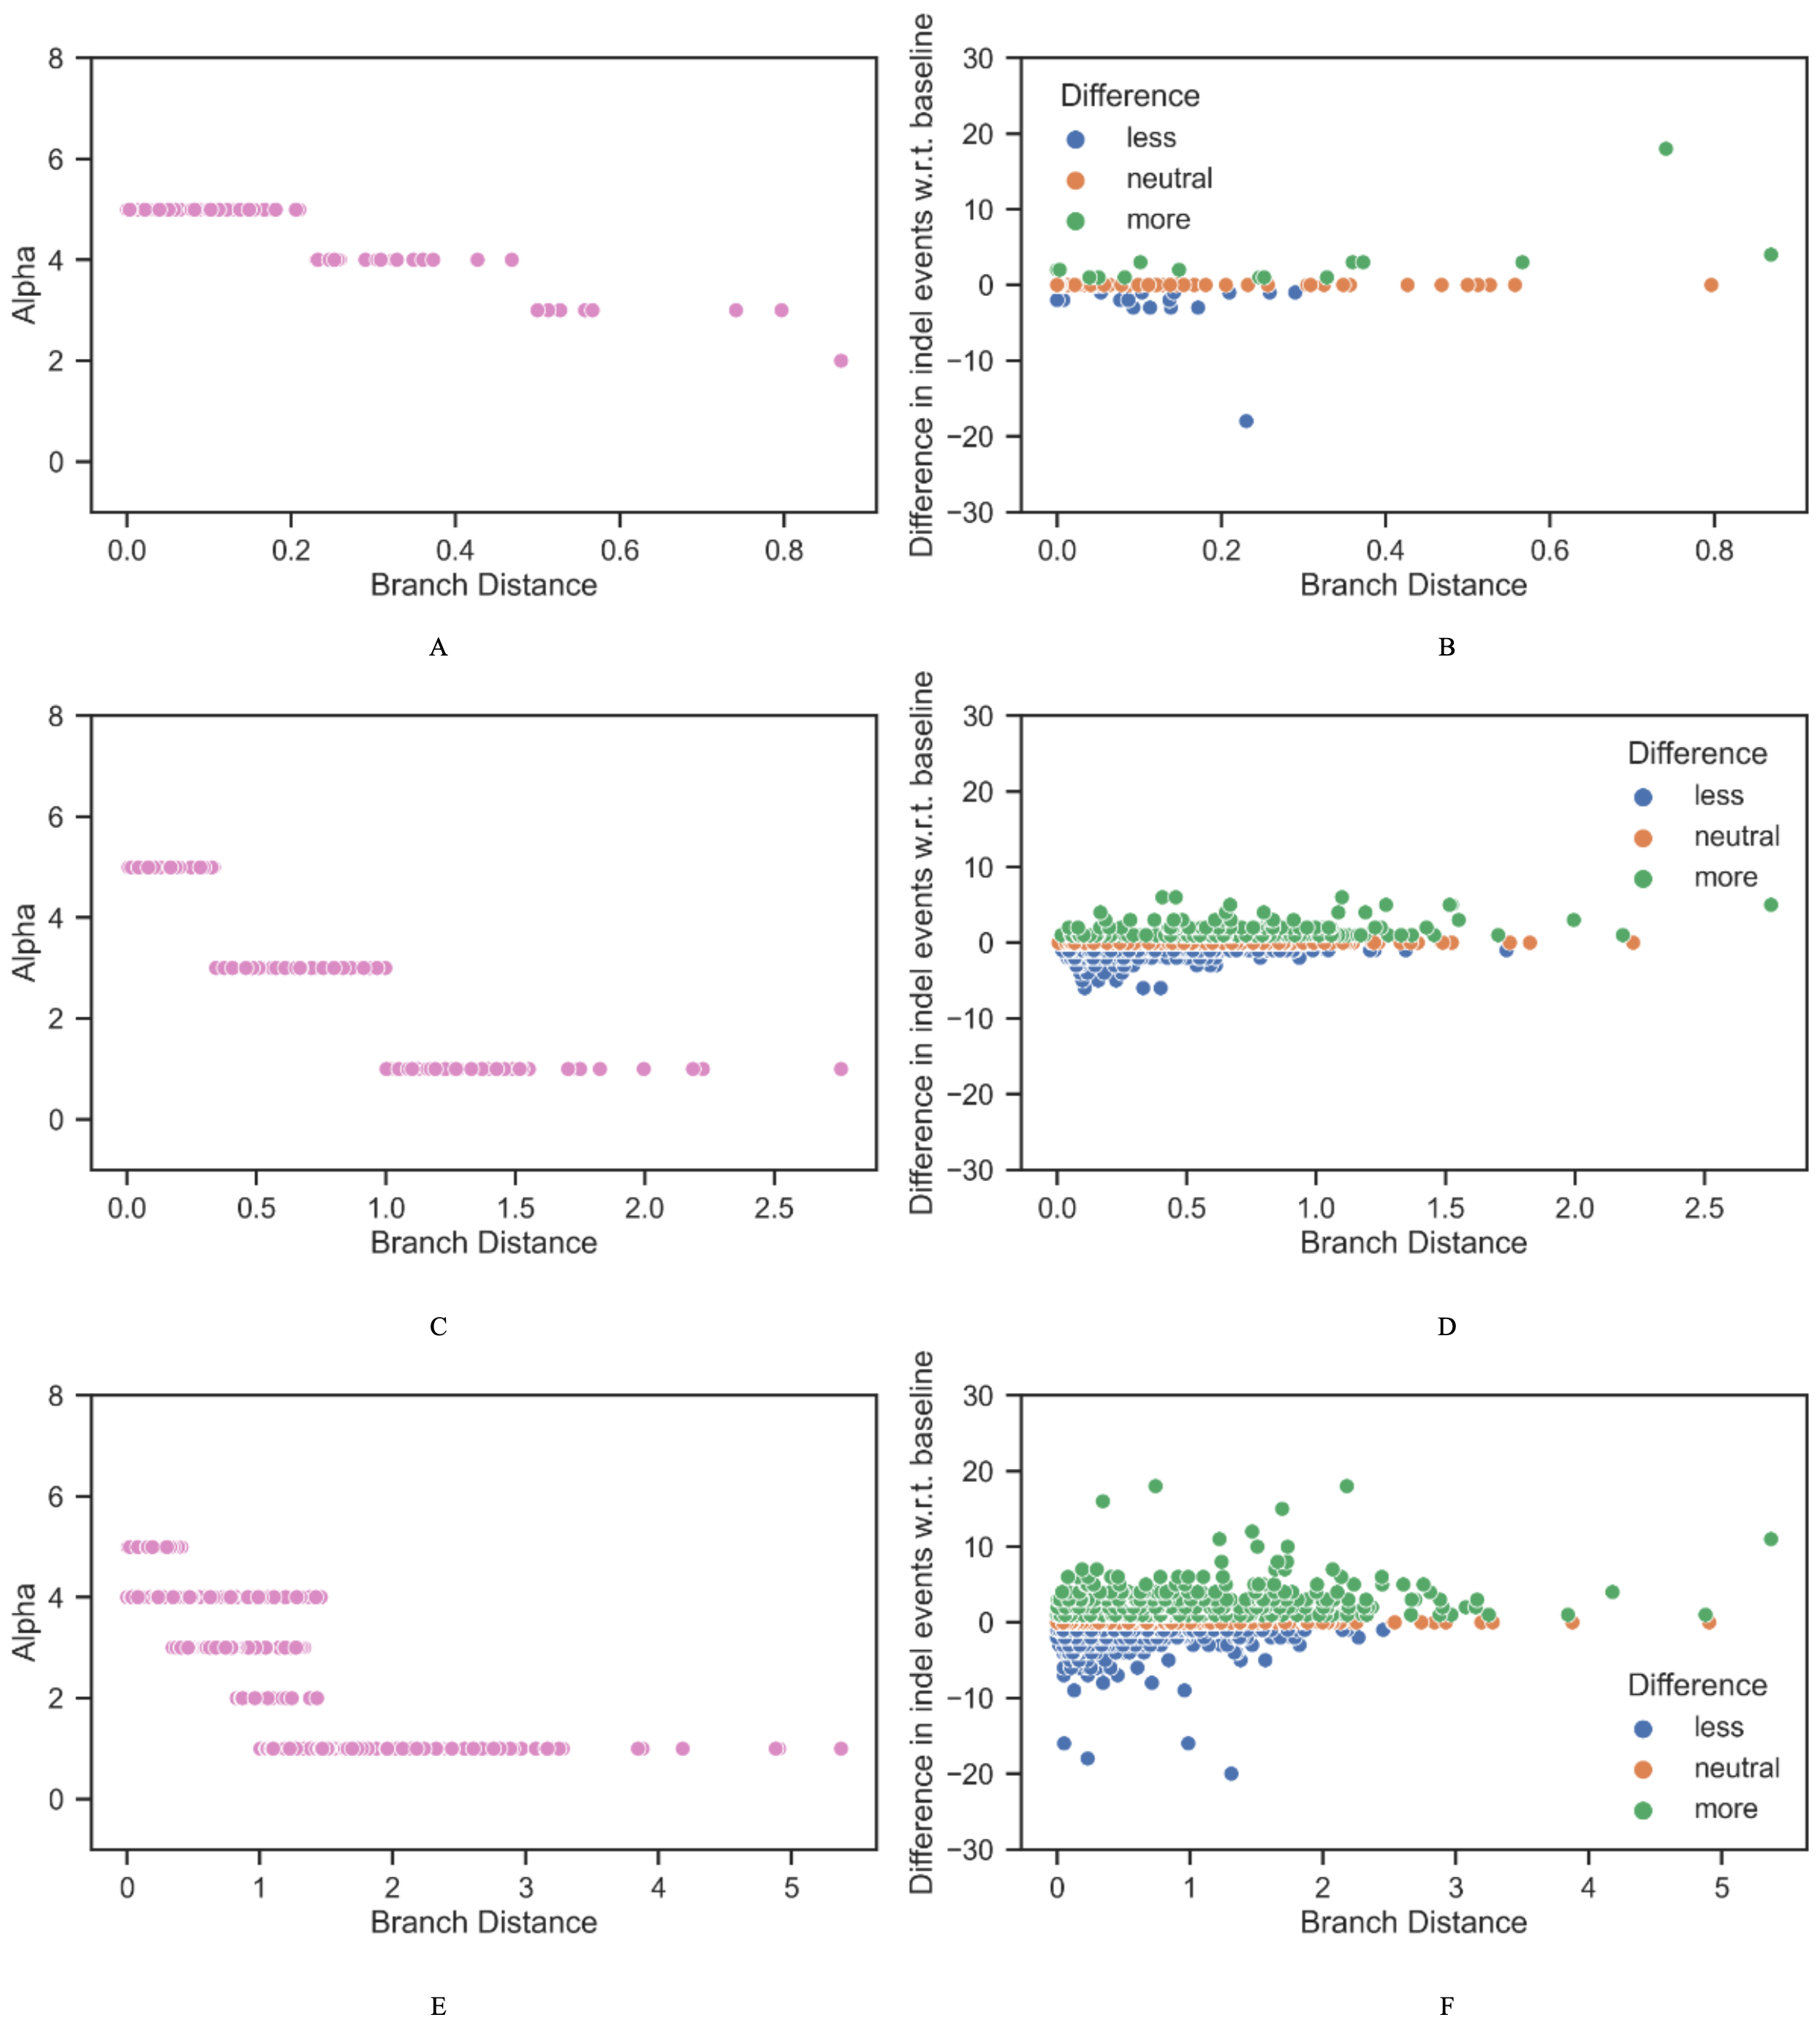 8
6
4
2
0
Alpha
0.0 0.2 0.4 0.6 0.8
Branch Distance
A
30
20
10
0
−10
−20
−30
Difference in indel events w.r.t. baseline
Difference
less
neutral
more
0.0 0.2 0.4 0.6 0.8
Branch Distance
B
8
6
4
2
0
Alpha
0.0 0.5 1.0 1.5 2.0 2.5
Branch Distance
C
30
20
10
0
−10
−20
−30
Difference in indel events w.r.t. baseline
Difference
less
neutral
more
0.0 0.5 1.0 1.5 2.0 2.5
Branch Distance
D
8
6
4
2
0
Alpha
0 1 2 3 4 5
Branch Distance
E
30
20
10
0
−10
−20
−30
Difference in indel events w.r.t. baseline
Difference
less
neutral
more
0 1 2 3 4 5
Branch Distance
F